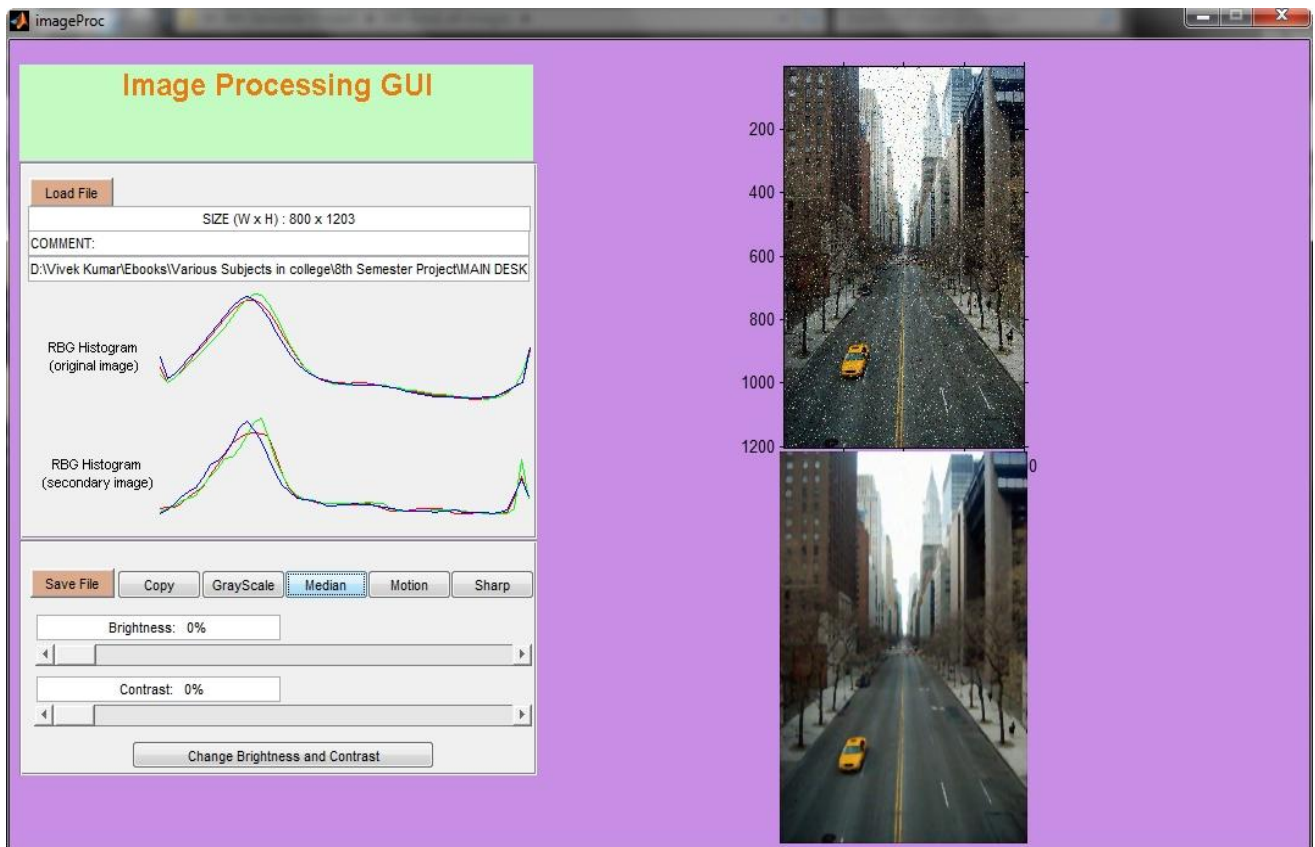 imageProc
Image Processing GUI
Load File
SIZE (W x H) : 800 x 1203
COMMENT:
D:\Vivek Kumar\Ebooks\Various Subjects in college\8th Semester Project\MAIN DESK
RBG Histogram
(original image)
RBG Histogram
(secondary image)
Save File
Copy
GrayScale
Median
Motion
Sharp
Brightness: 0%
Contrast: 0%
Change Brightness and Contrast
200
400
600
800
1000
1200
0